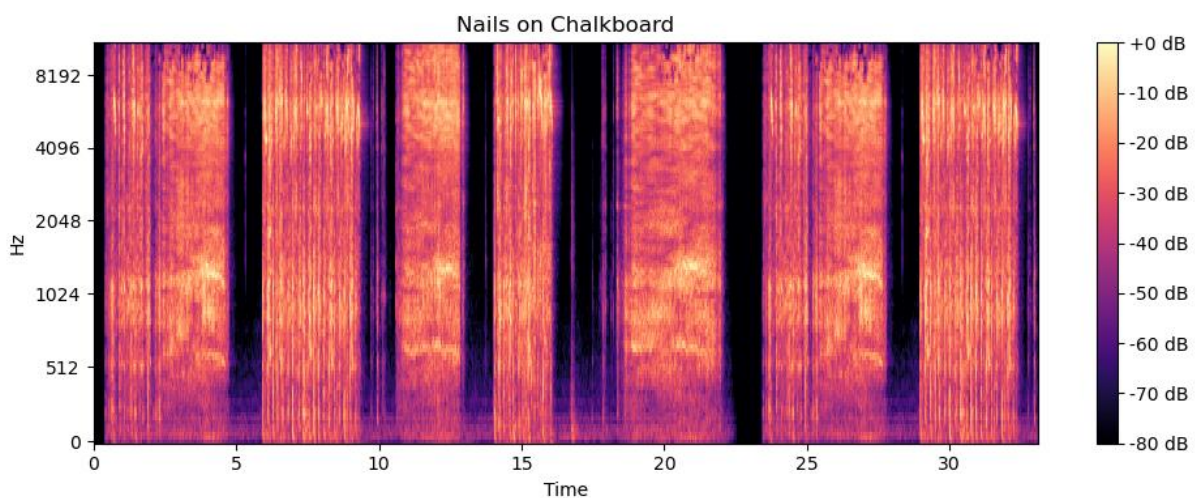 Nails on Chalkboard
+0 dB
8192
-10 dB
4096
-20 dB
-30 dB
2048
Hz
-40 dB
1024
-50 dB
-60 dB
512
-70 dB
0
-80 dB
0 5 10 15 20 25 30
Time